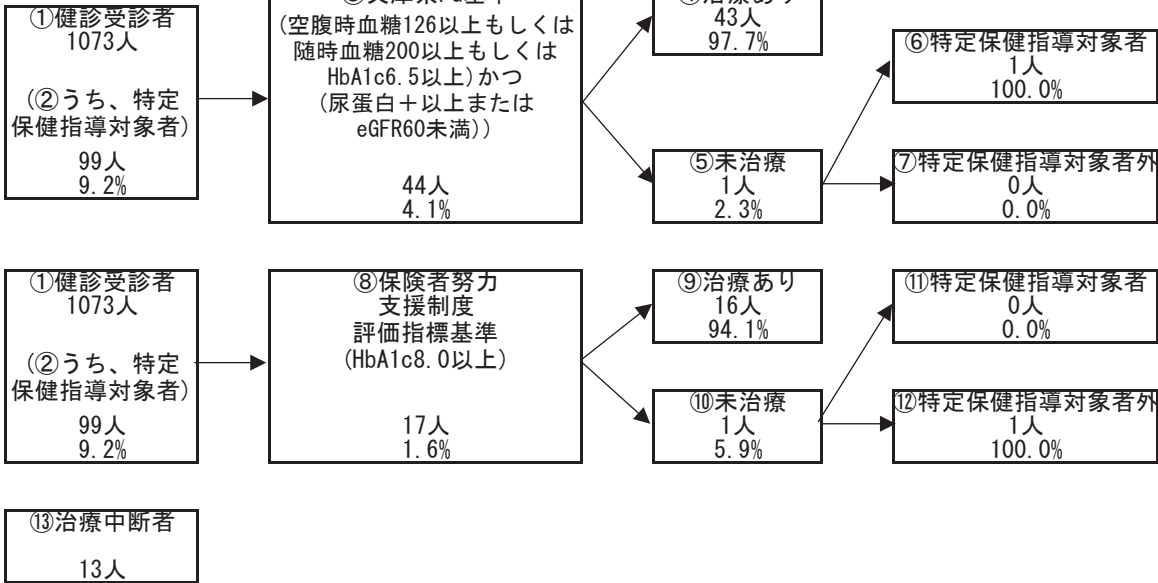 ①健診受診者
1073人
(②うち、特定
保健指導対象者)
99人
9.2%
(空腹時血糖126以上もしくは
随時血糖200以上もしくは
HbA1c6.5以上)かつ
(尿蛋白+以上または
eGFR60未満))
44人
4.1%
43人
97.7%
⑤未治療
1人
2.3%
⑥特定保健指導対象者
1人
100.0%
⑦特定保健指導対象者外
0人
0.0%
①健診受診者
1073人
(②うち、特定
保健指導対象者)
99人
9.2%
⑧保険者努力
支援制度
評価指標基準
(HbA1c8.0以上)
17人
1.6%
⑨治療あり
16人
94.1%
⑩未治療
1人
5.9%
⑪特定保健指導対象者
0人
0.0%
⑫特定保健指導対象者外
1人
100.0%
⑬治療中断者
13人